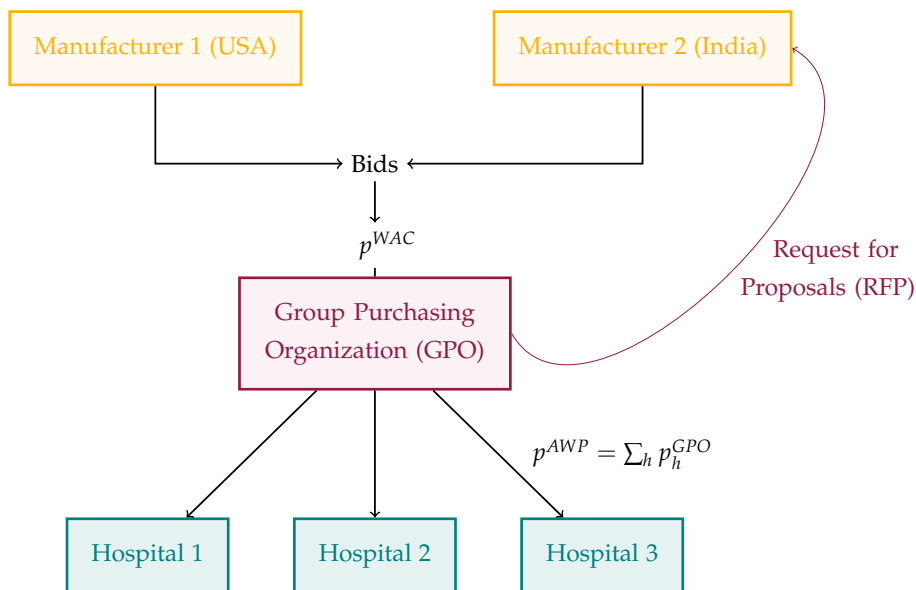 Manufacturer 1 (USA)
Manufacturer 2 (India)
Bids
p^{WAC}
Request for
Proposals (RFP)
Group Purchasing
Organization (GPO)
p^{AWP} = ∑_h p_h^{GPO}
Hospital 1
Hospital 2
Hospital 3